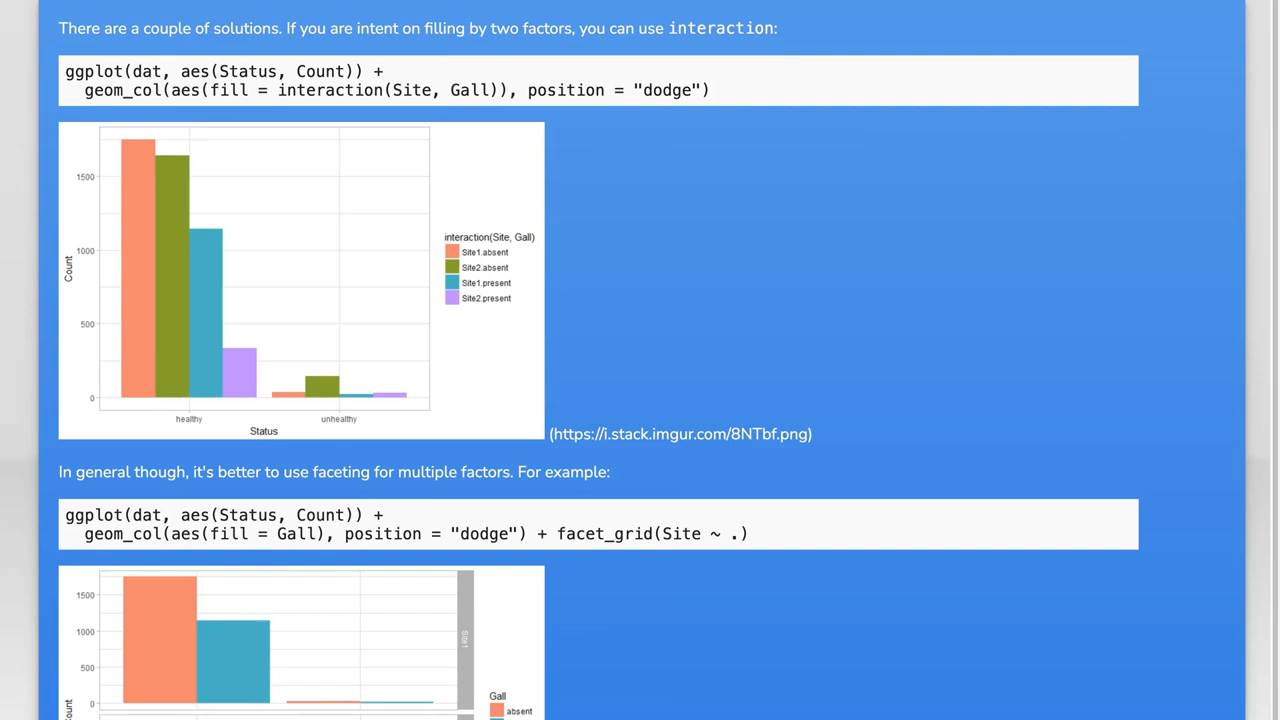 There are a couple of solutions. If you are intent on filling by two factors, you can use interaction:
ggplot(dat, aes(Status, Count)) +
  geom_col(aes(fill = interaction(Site, Gall)), position = "dodge")
1500
1000
500
0
Count
healthy
unhealthy
Status
interaction(Site, Gall)
Site1.absent
Site2.absent
Site1.present
Site2.present
(https://i.stack.imgur.com/8NTbf.png)
In general though, it's better to use faceting for multiple factors. For example:
ggplot(dat, aes(Status, Count)) +
  geom_col(aes(fill = Gall), position = "dodge") + facet_grid(Site ~ .)
1500
1000
500
0
Count
Site1
Gall
absent